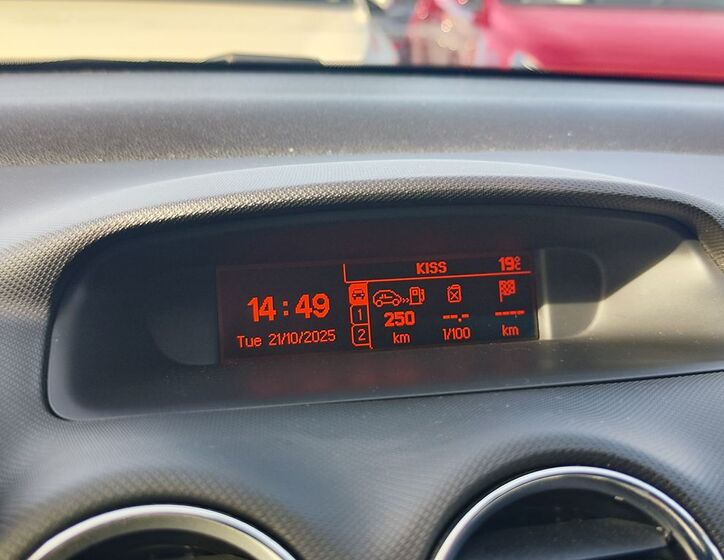 KISS 19°C
14:49
Tue 21/10/2025
1
2
250
km
--.-
l/100
----
km